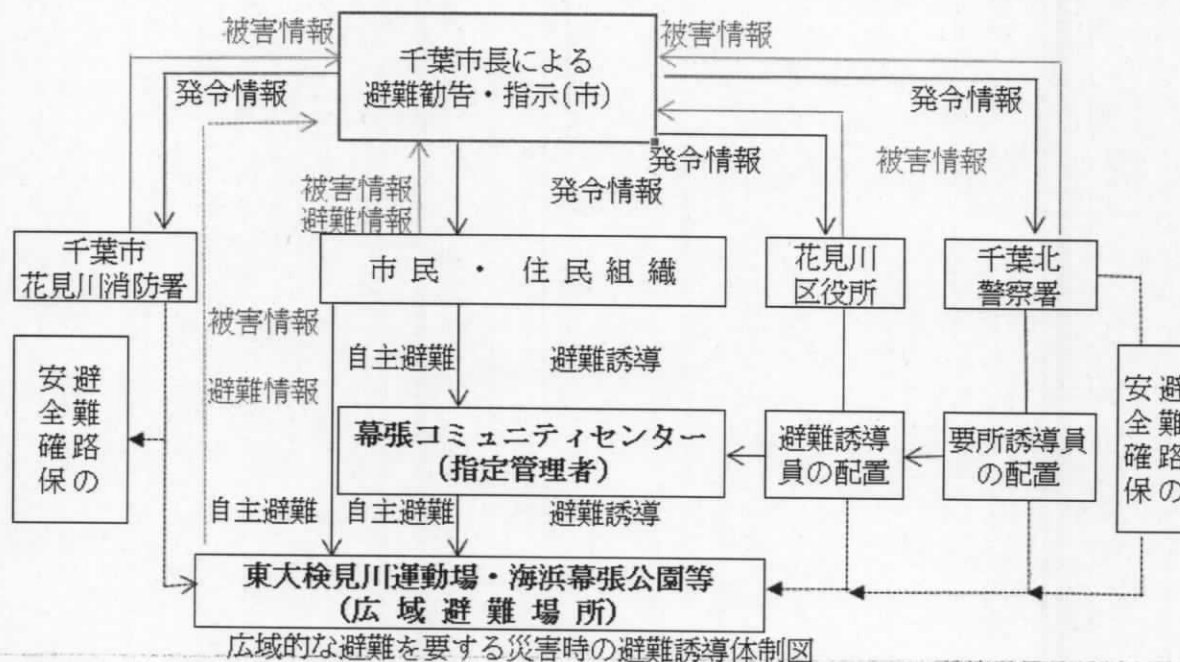 被害情報
被害情報
千葉市長による
避難勧告・指示(市)
発令情報
発令情報
発令情報
被害情報
被害情報
避難情報
発令情報
千葉市
花見川消防署
市民・住民組織
花見川
区役所
千葉北
警察署
被害情報
避難情報
自主避難
避難誘導
避難路の
安全確保
幕張コミュニティセンター
(指定管理者)
避難誘導
員の配置
要所誘導員
の配置
避難路の
安全確保
自主避難
自主避難
避難誘導
東大検見川運動場・海浜幕張公園等
(広域避難場所)
広域的な避難を要する災害時の避難誘導体制図